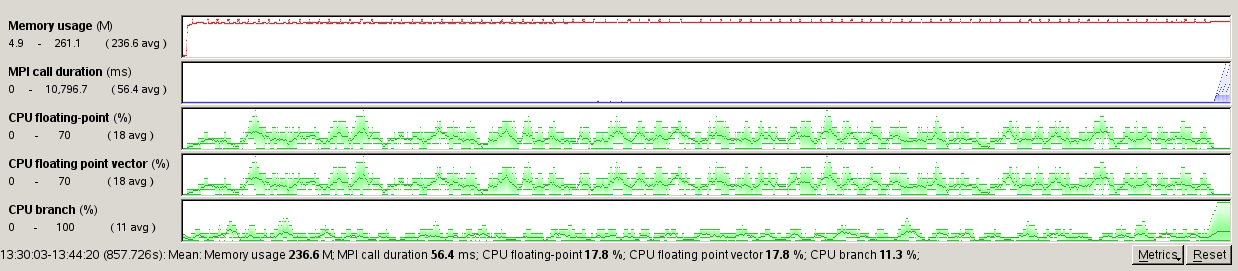 Memory usage (M)
4.9 - 261.1 ( 236.6 avg )
MPI call duration (ms)
0 - 10,796.7 (56.4 avg )
CPU floating-point (%)
0 - 70 ( 18 avg )
CPU floating point vector (%)
0 - 70 ( 18 avg )
CPU branch (%)
0 - 100 ( 11 avg )
13:30:03-13:44:20 (857.726s): Mean: Memory usage 236.6 M; MPI call duration 56.4 ms; CPU floating-point 17.8 %; CPU floating point vector 17.8 %; CPU branch 11.3 %;
Metrics Reset